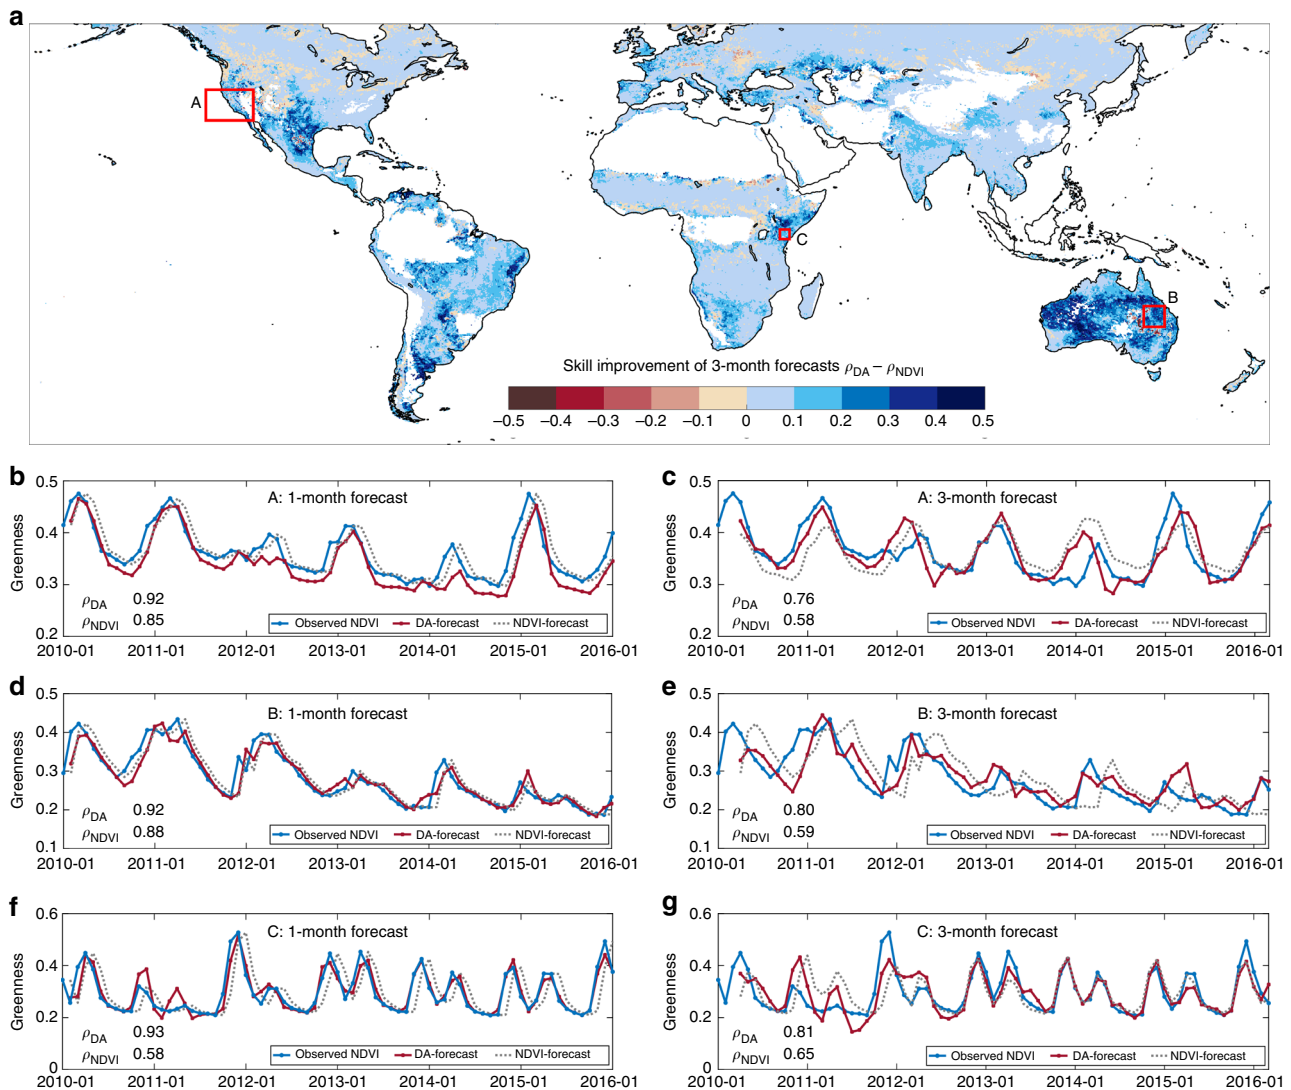 a
A
C
B
Skill improvement of 3-month forecasts ρDA – ρNDVI
–0.5 –0.4 –0.3 –0.2 –0.1 0 0.1 0.2 0.3 0.4 0.5
b
A: 1-month forecast
Greenness
0.5
0.4
0.3
0.2
ρDA 0.92
ρNDVI 0.85
Observed NDVI DA-forecast NDVI-forecast
2010-01 2011-01 2012-01 2013-01 2014-01 2015-01 2016-01
c
A: 3-month forecast
Greenness
0.5
0.4
0.3
0.2
ρDA 0.76
ρNDVI 0.58
Observed NDVI DA-forecast NDVI-forecast
2010-01 2011-01 2012-01 2013-01 2014-01 2015-01 2016-01
d
B: 1-month forecast
Greenness
0.5
0.4
0.3
0.2
0.1
ρDA 0.92
ρNDVI 0.88
Observed NDVI DA-forecast NDVI-forecast
2010-01 2011-01 2012-01 2013-01 2014-01 2015-01 2016-01
e
B: 3-month forecast
Greenness
0.5
0.4
0.3
0.2
0.1
ρDA 0.80
ρNDVI 0.59
Observed NDVI DA-forecast NDVI-forecast
2010-01 2011-01 2012-01 2013-01 2014-01 2015-01 2016-01
f
C: 1-month forecast
Greenness
0.6
0.4
0.2
0
ρDA 0.93
ρNDVI 0.58
Observed NDVI DA-forecast NDVI-forecast
2010-01 2011-01 2012-01 2013-01 2014-01 2015-01 2016-01
g
C: 3-month forecast
Greenness
0.6
0.4
0.2
0
ρDA 0.81
ρNDVI 0.65
Observed NDVI DA-forecast NDVI-forecast
2010-01 2011-01 2012-01 2013-01 2014-01 2015-01 2016-01